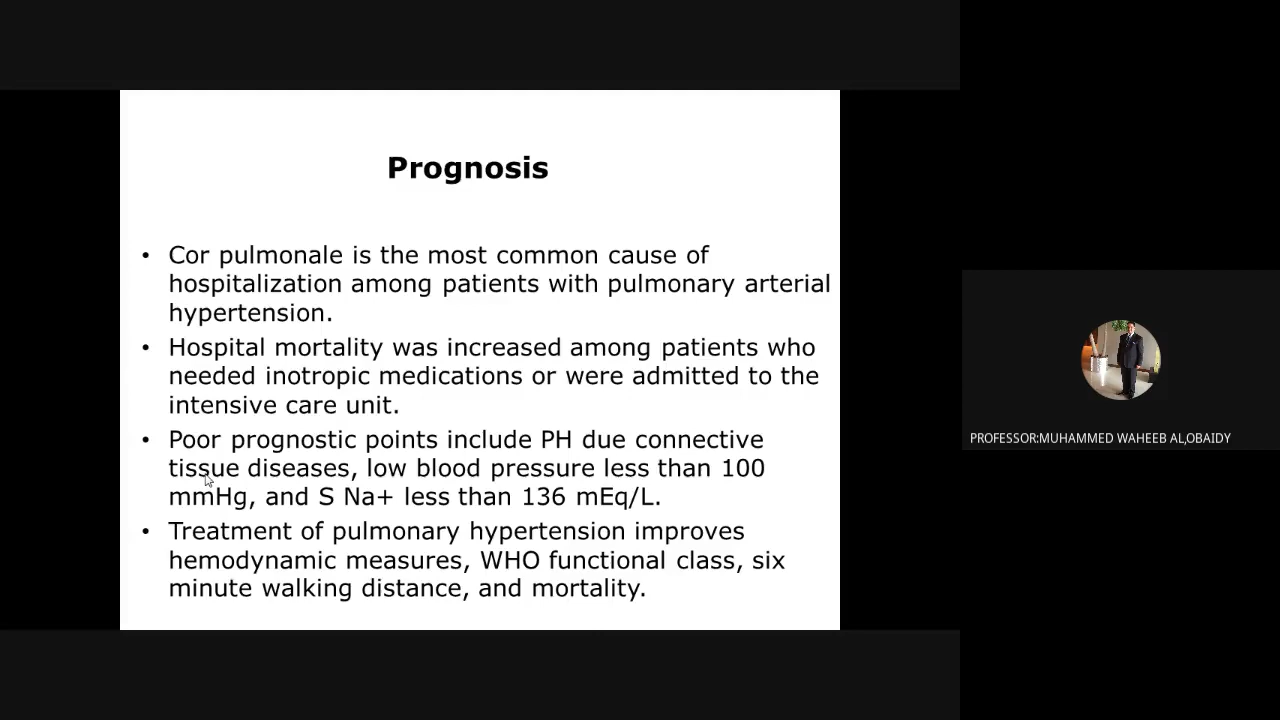 Prognosis
• Cor pulmonale is the most common cause of
hospitalization among patients with pulmonary arterial
hypertension.
• Hospital mortality was increased among patients who
needed inotropic medications or were admitted to the
intensive care unit.
• Poor prognostic points include PH due connective
tissue diseases, low blood pressure less than 100
mmHg, and S Na+ less than 136 mEq/L.
• Treatment of pulmonary hypertension improves
hemodynamic measures, WHO functional class, six
minute walking distance, and mortality.
PROFESSOR:MUHAMMED WAHEEB AL,OBAIDY